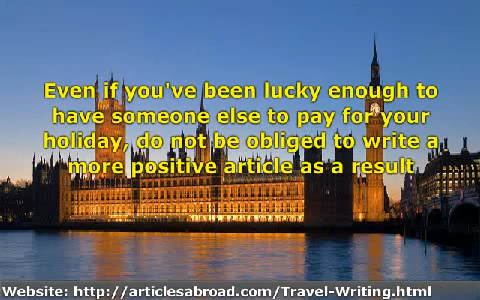 Even if you've been lucky enough to
have someone else to pay for your
holiday, do not be obliged to write a
more positive article as a result
Website: http://articlesabroad.com/Travel-Writing.html